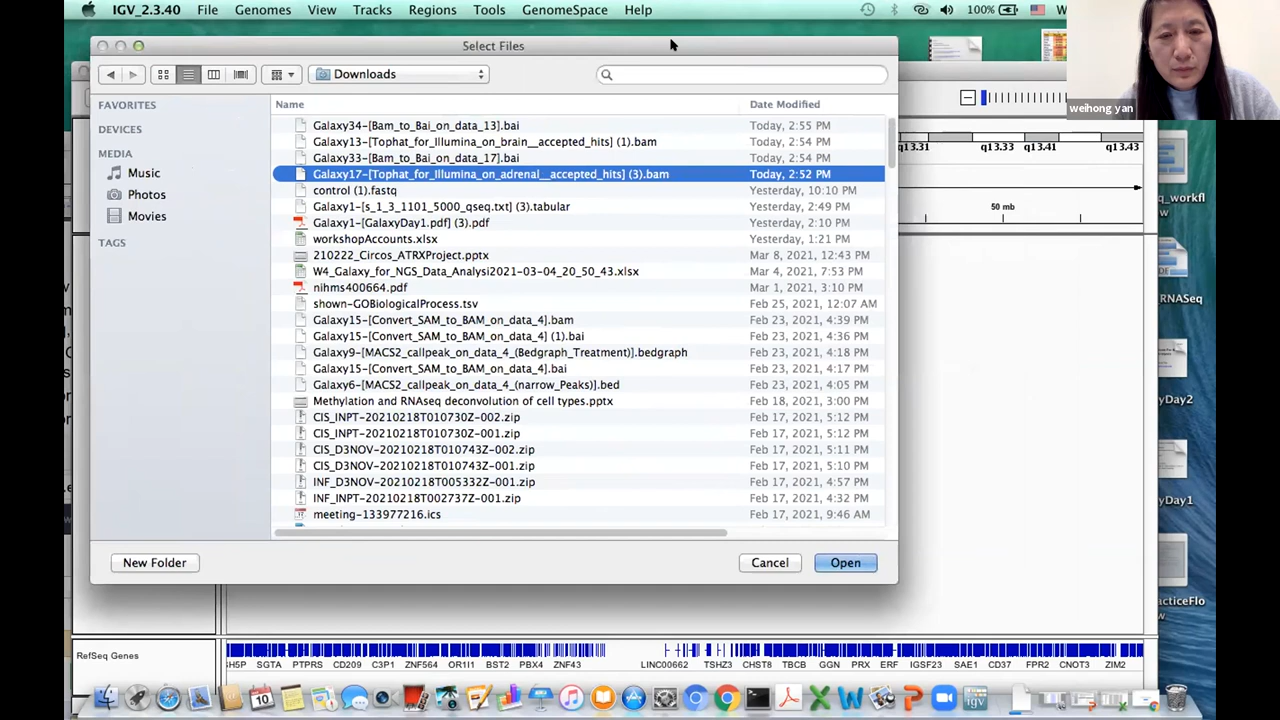 IGV_2.3.40 File Genomes View Tracks Regions Tools GenomeSpace Help 100% W
Select Files
Downloads
weihong yan
FAVORITES
DEVICES
MEDIA
Music
Photos
Movies
TAGS
Name Date Modified
Galaxy34-[Bam_to_Bai_on_data_13].bai Today, 2:55 PM
Galaxy13-[Tophat_for_Illumina_on_brain__accepted_hits] (1).bam Today, 2:54 PM
Galaxy33-[Bam_to_Bai_on_data_17].bai Today, 2:54 PM
Galaxy17-[Tophat_for_Illumina_on_adrenal__accepted_hits] (3).bam Today, 2:52 PM
control (1).fastq Yesterday, 10:10 PM
Galaxy1-[s_1_3_1101_5000_qseq.txt] (3).tabular Yesterday, 2:49 PM
Galaxy1-[GalaxyDay1.pdf] (3).pdf Yesterday, 2:10 PM
workshopAccounts.xlsx Yesterday, 1:21 PM
210222_Circos_ATRXProject.pptx Mar 8, 2021, 12:43 PM
W4_Galaxy_for_NGS_Data_Analysi2021-03-04_20_50_43.xlsx Mar 4, 2021, 7:53 PM
nihms400664.pdf Mar 1, 2021, 3:10 PM
shown-GOBiologicalProcess.tsv Feb 25, 2021, 12:07 AM
Galaxy15-[Convert_SAM_to_BAM_on_data_4].bam Feb 23, 2021, 4:39 PM
Galaxy15-[Convert_SAM_to_BAM_on_data_4] (1).bai Feb 23, 2021, 4:36 PM
Galaxy9-[MACS2_callpeak_on_data_4_(Bedgraph_Treatment)].bedgraph Feb 23, 2021, 4:18 PM
Galaxy15-[Convert_SAM_to_BAM_on_data_4].bai Feb 23, 2021, 4:17 PM
Galaxy6-[MACS2_callpeak_on_data_4_(narrow_Peaks)].bed Feb 23, 2021, 4:05 PM
Methylation and RNAseq deconvolution of cell types.pptx Feb 18, 2021, 3:00 PM
CIS_INPT-20210218T010730Z-002.zip Feb 17, 2021, 5:12 PM
CIS_INPT-20210218T010730Z-001.zip Feb 17, 2021, 5:12 PM
CIS_D3NOV-20210218T010743Z-002.zip Feb 17, 2021, 5:11 PM
CIS_D3NOV-20210218T010743Z-001.zip Feb 17, 2021, 5:10 PM
INF_D3NOV-20210218T005332Z-001.zip Feb 17, 2021, 4:57 PM
INF_INPT-20210218T002737Z-001.zip Feb 17, 2021, 4:32 PM
meeting-133977216.ics Feb 17, 2021, 9:46 AM
New Folder Cancel Open
q13.31 q13.33 q13.41 q13.43
50 mb
q_workfl
w
RNASeq
yDay2
yDay1
acticeFlo
w
RefSeq Genes
SH5P SGTA PTPRS CD209 C3P1 ZNF564 OR1I1 BST2 PBX4 ZNF43 LINC00662 TSHZ3 CHST8 TBCB GGN PRX ERF IGSF23 SAE1 CD37 FPR2 CNOT3 ZIM2